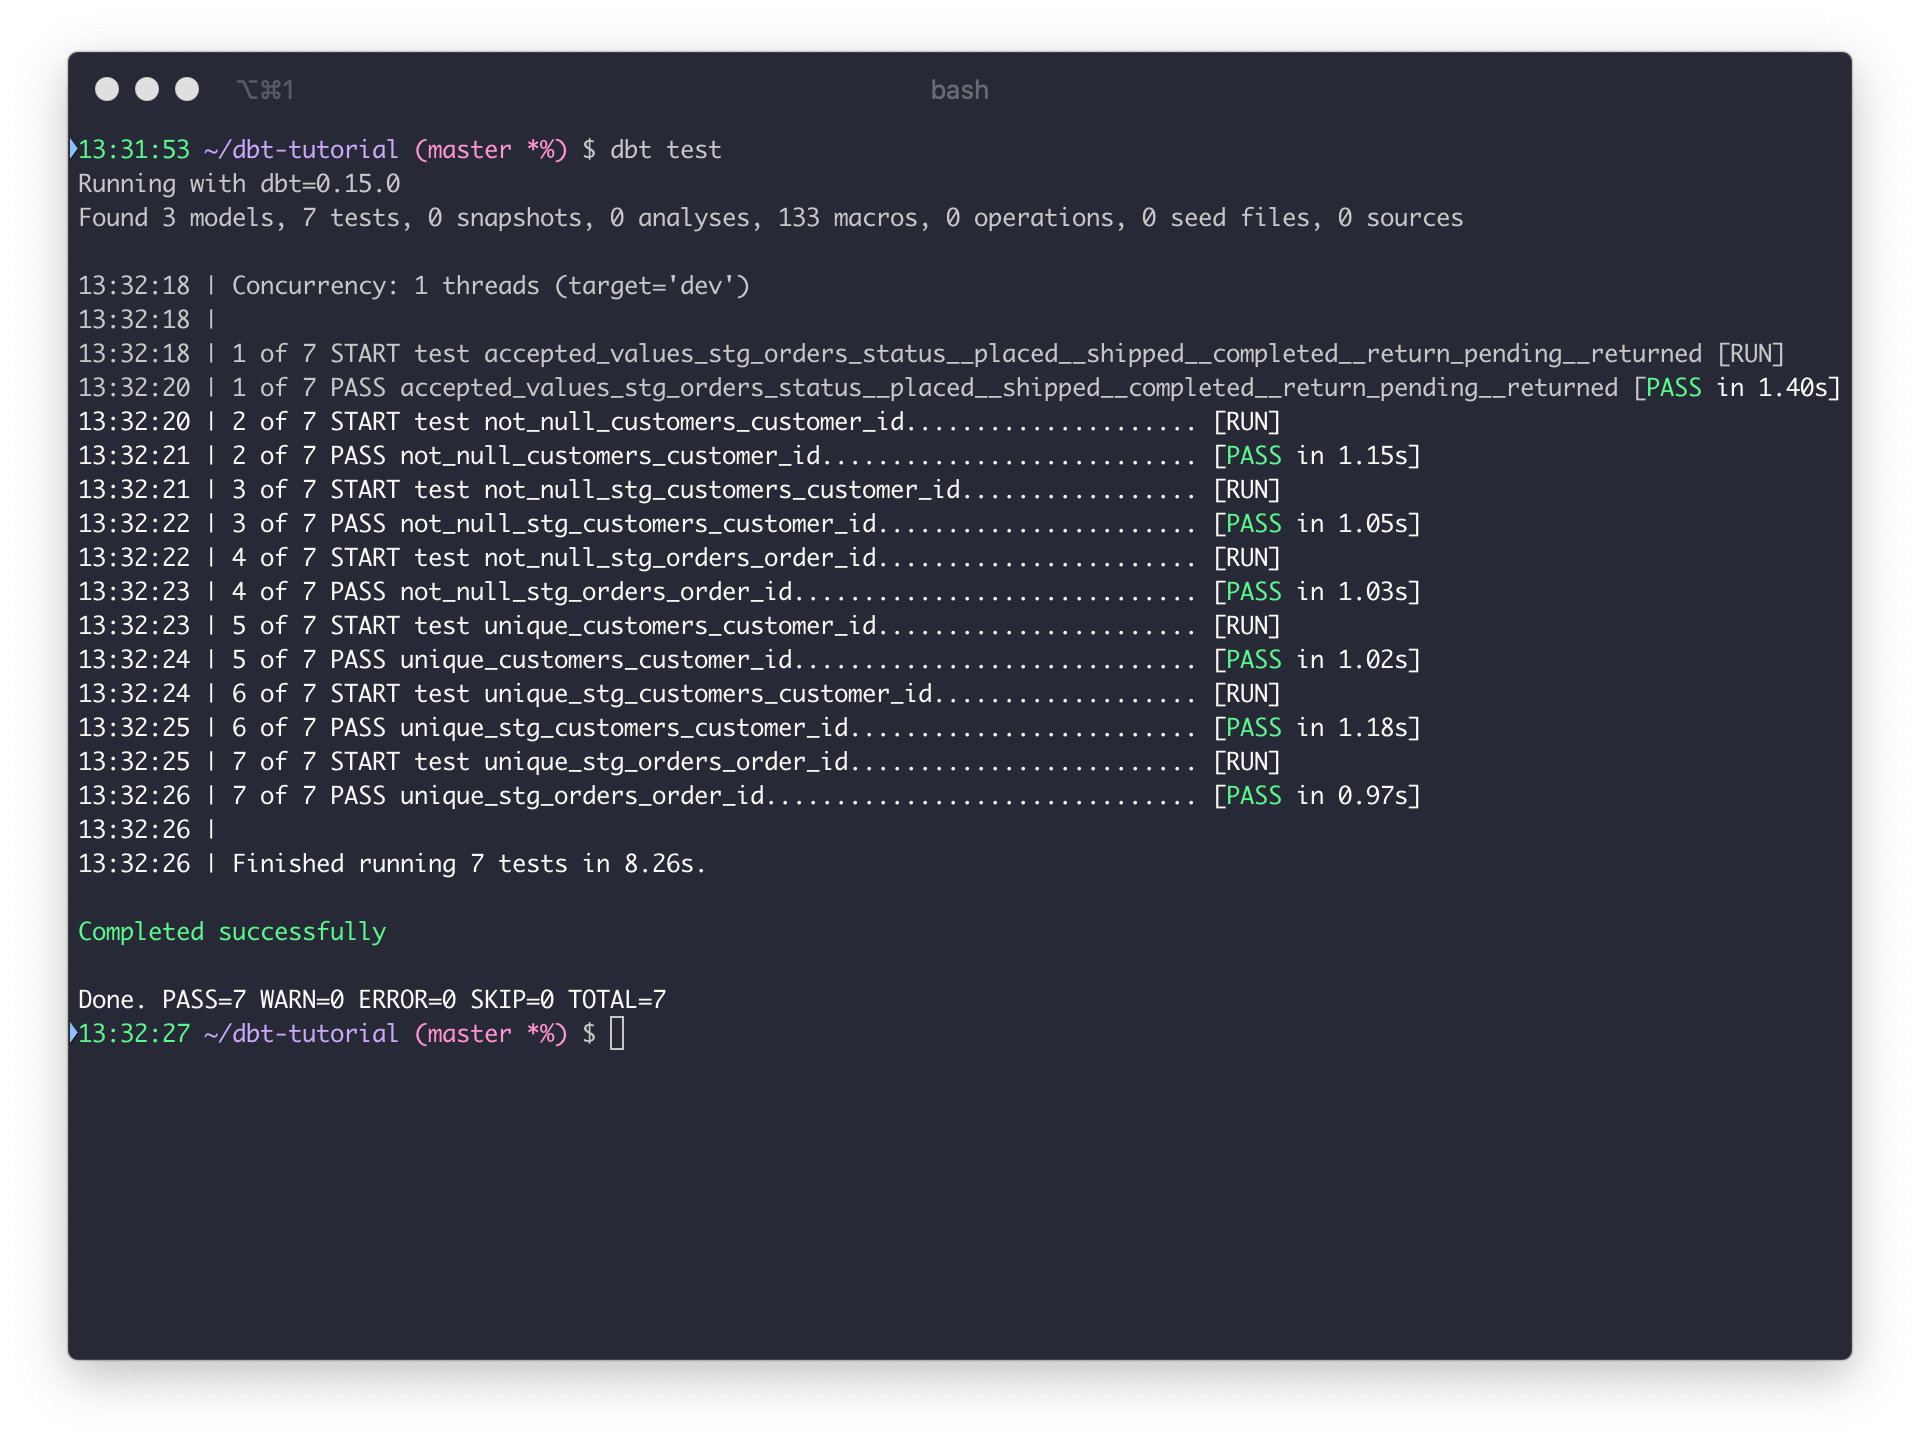 ⌥⌘1 bash
13:31:53 ~/dbt-tutorial (master *%) $ dbt test
Running with dbt=0.15.0
Found 3 models, 7 tests, 0 snapshots, 0 analyses, 133 macros, 0 operations, 0 seed files, 0 sources
13:32:18 | Concurrency: 1 threads (target='dev')
13:32:18 |
13:32:18 | 1 of 7 START test accepted_values_stg_orders_status__placed__shipped__completed__return_pending__returned [RUN]
13:32:20 | 1 of 7 PASS accepted_values_stg_orders_status__placed__shipped__completed__return_pending__returned [PASS in 1.40s]
13:32:20 | 2 of 7 START test not_null_customers_customer_id..................... [RUN]
13:32:21 | 2 of 7 PASS not_null_customers_customer_id........................... [PASS in 1.15s]
13:32:21 | 3 of 7 START test not_null_stg_customers_customer_id................. [RUN]
13:32:22 | 3 of 7 PASS not_null_stg_customers_customer_id....................... [PASS in 1.05s]
13:32:22 | 4 of 7 START test not_null_stg_orders_order_id....................... [RUN]
13:32:23 | 4 of 7 PASS not_null_stg_orders_order_id............................. [PASS in 1.03s]
13:32:23 | 5 of 7 START test unique_customers_customer_id....................... [RUN]
13:32:24 | 5 of 7 PASS unique_customers_customer_id............................. [PASS in 1.02s]
13:32:24 | 6 of 7 START test unique_stg_customers_customer_id................... [RUN]
13:32:25 | 6 of 7 PASS unique_stg_customers_customer_id......................... [PASS in 1.18s]
13:32:25 | 7 of 7 START test unique_stg_orders_order_id......................... [RUN]
13:32:26 | 7 of 7 PASS unique_stg_orders_order_id............................... [PASS in 0.97s]
13:32:26 |
13:32:26 | Finished running 7 tests in 8.26s.
Completed successfully
Done. PASS=7 WARN=0 ERROR=0 SKIP=0 TOTAL=7
13:32:27 ~/dbt-tutorial (master *%) $